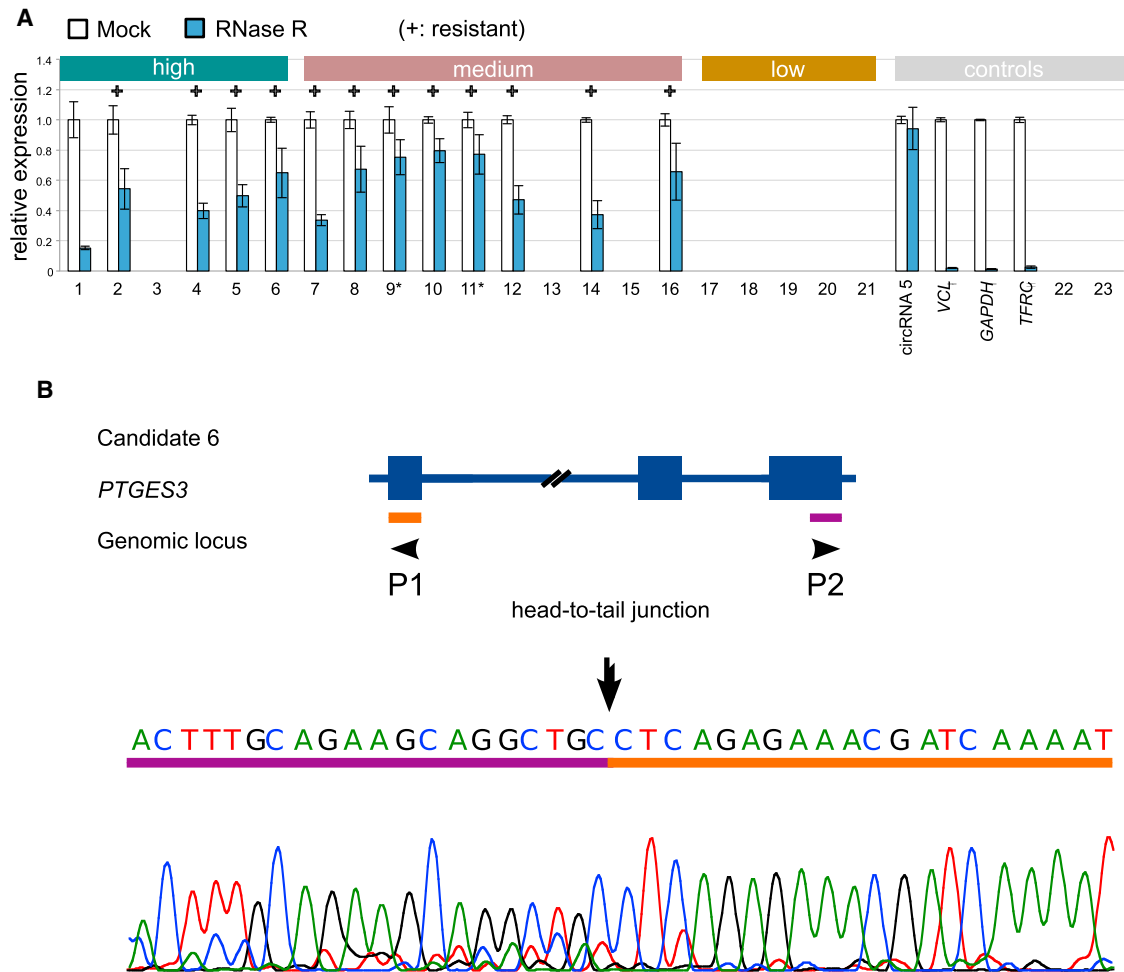 A
Mock RNase R (+: resistant)
high medium low controls
relative expression
1.4
1.2
1.0
0.8
0.6
0.4
0.2
0
+ + + + + + + + + + + +
1 2 3 4 5 6 7 8 9* 10 11* 12 13 14 15 16 17 18 19 20 21 circRNA 5 VCL GAPDH TFRC 22 23
B
Candidate 6
PTGES3
Genomic locus
P1 P2
head-to-tail junction
ACTTTGCAGAAGCAGGCTGCCTCAGAGAAACGATCAAAAT